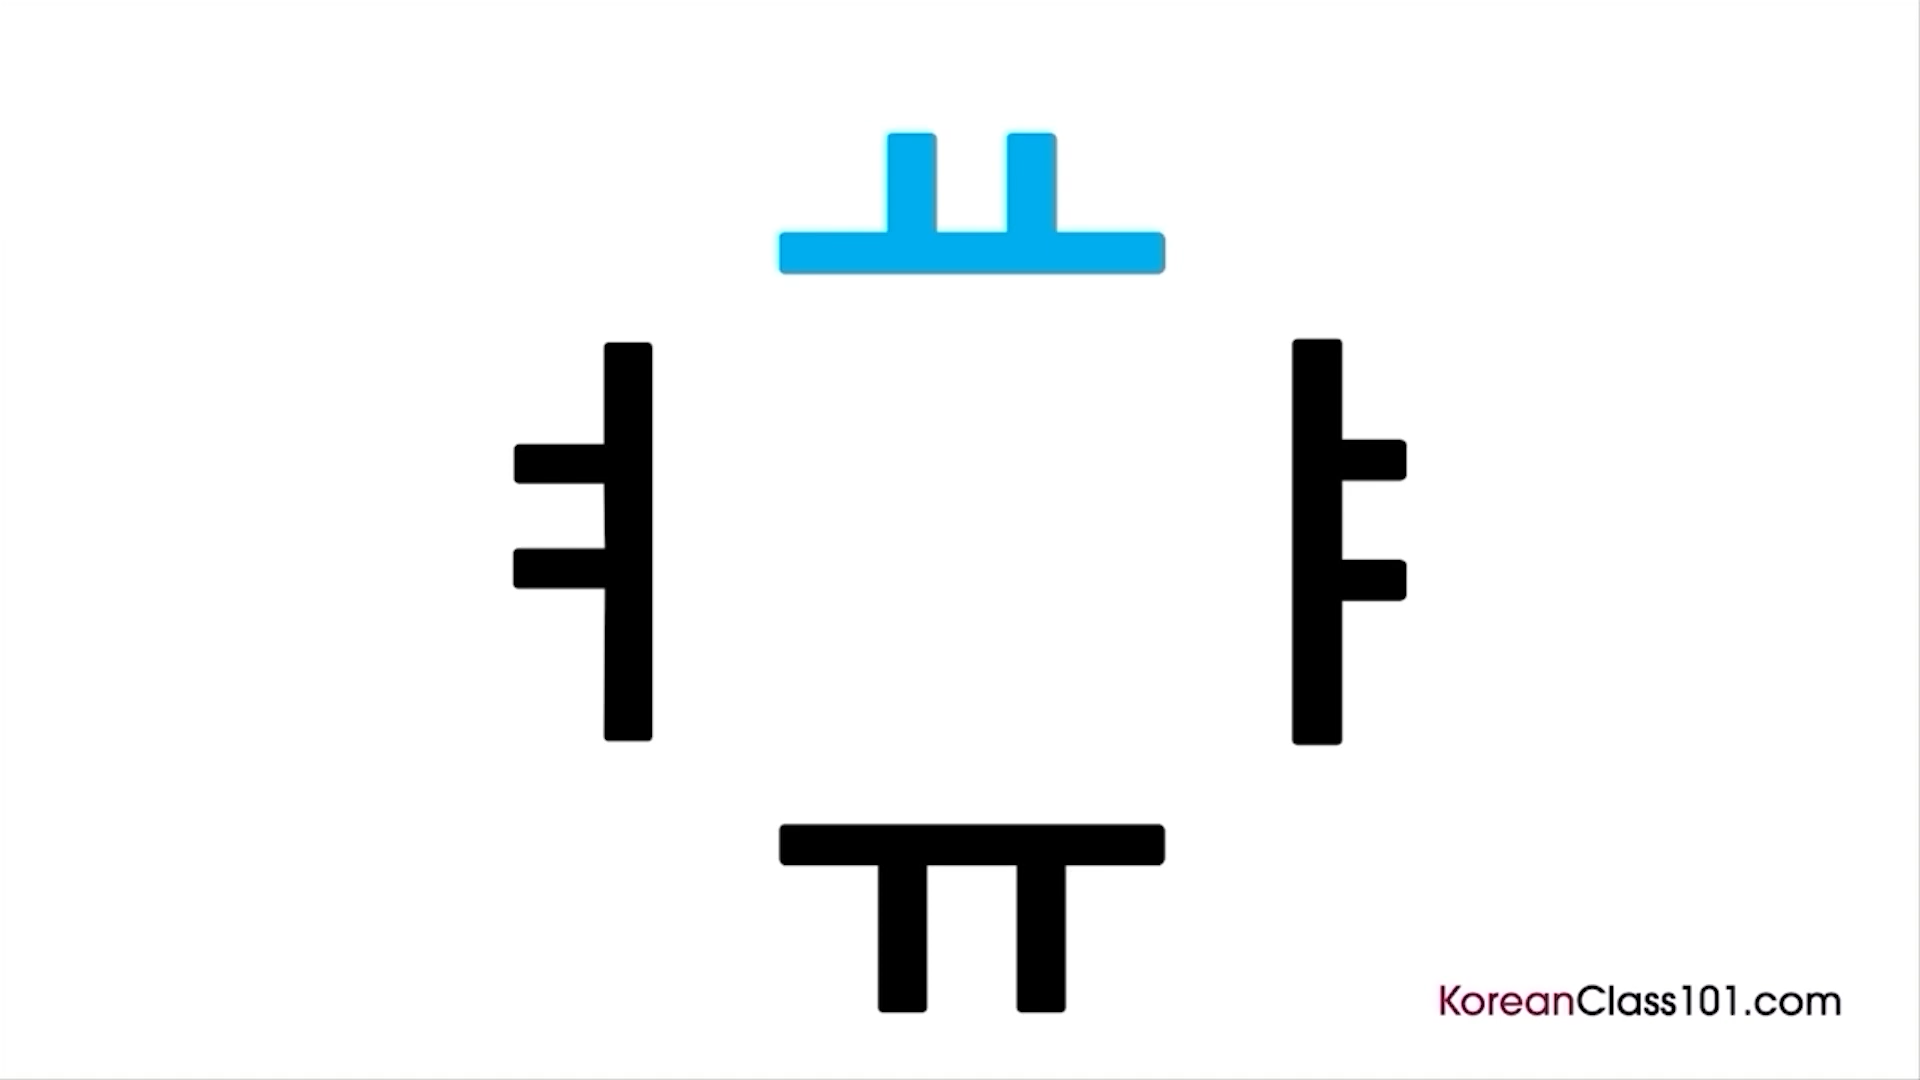 ㅛ
ㅕ ㅑ
ㅠ
KoreanClass101.com